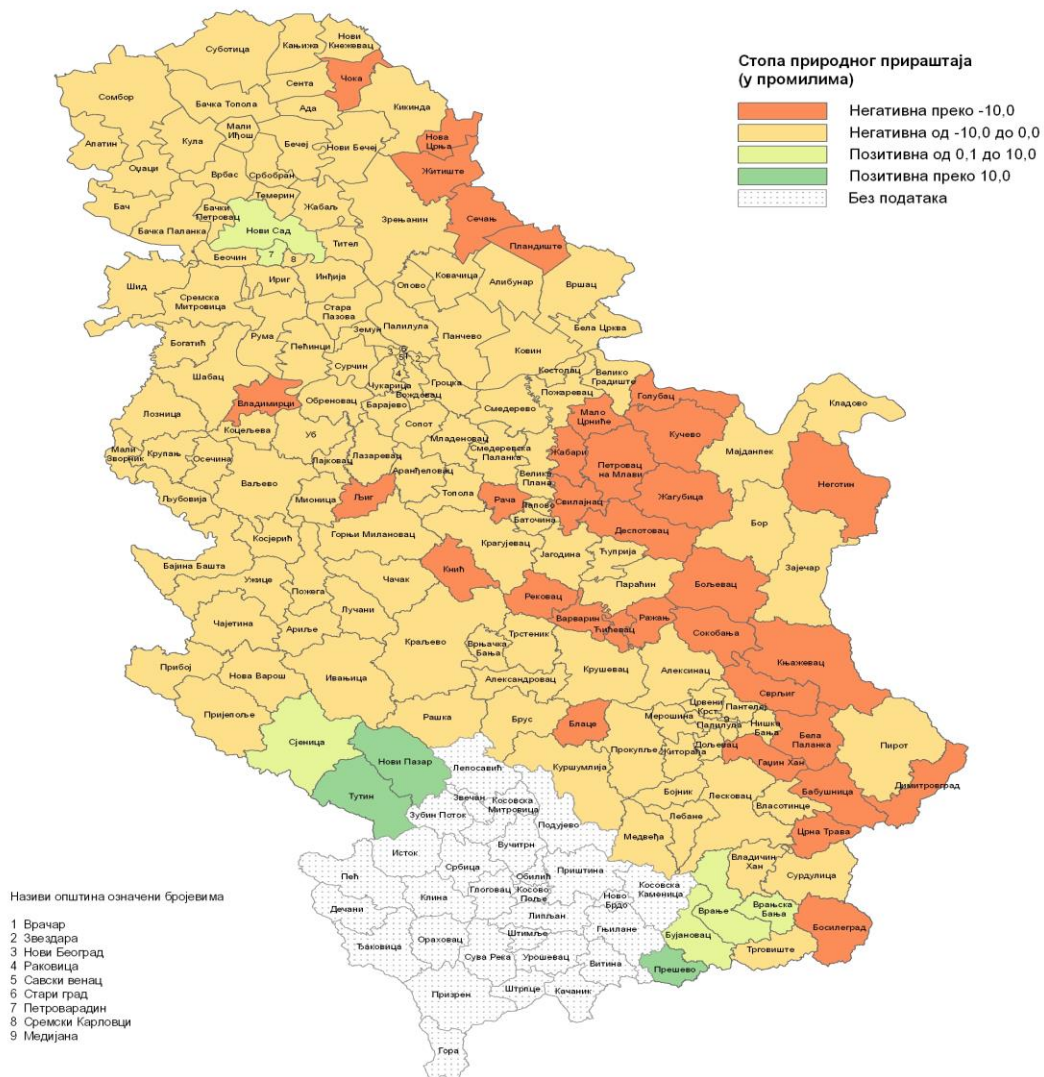 Стопа природног прираштаја
(у промилима)
Негативна преко -10,0
Негативна од -10,0 до 0,0
Позитивна од 0,1 до 10,0
Позитивна преко 10,0
Без података
Суботица
Кањижа
Нови
Кнежевац
Чока
Сента
Сомбор
Бачка Топола
Ада
Кикинда
Мали
Иђош
Апатин
Кула
Бечеј
Нови Бечеј
Нова
Црња
Оџаци
Житиште
Врбас
Србобран
Бач
Темерин
Бачки
Петровац
Жабаљ
Зрењанин
Сечањ
Бачка Паланка
Нови Сад
Тител
Пландиште
7
8
Беочин
Шид
Ириг
Инђија
Ковачица
Опово
Алибунар
Вршац
Сремска
Митровица
Стара
Пазова
Рума
Земун
Палилула
Панчево
Бела Црква
Богатић
Пећинци
Сурчин
Ковин
Шабац
4
Чукарица
Вождовац
Гроцка
Костолац
Велико
Градиште
Пожаревац
Голубац
Владимирци
Обреновац
Барајево
Смедерево
Мало
Црниће
Кладово
Лозница
Коцељева
Сопот
Кучево
Уб
Младеновац
Мајданпек
Мали
Зворник
Крупањ
Осечина
Лазаревац
Смедеревска
Паланка
Жабари
Петровац
на Млави
Лајковац
Аранђеловац
Велика
Плана
Неготин
Ваљево
Љубовија
Мионица
Љиг
Топола
Рача
Лапово
Свилајнац
Жагубица
Баточина
Деспотовац
Бор
Косјерић
Горњи Милановац
Крагујевац
Јагодина
Ћуприја
Бајина Башта
Кнић
Зајечар
Ужице
Чачак
Параћин
Бољевац
Пожега
Рековац
Лучани
Варварин
Ражањ
Чајетина
Ариље
Ћићевац
Сокобања
Краљево
Врњачка
Бања
Трстеник
Прибој
Крушевац
Алексинац
Књажевац
Нова Варош
Ивањица
Александровац
Сврљиг
Пријепоље
Рашка
Брус
Блаце
Мерошина
Црвени
Крст
Пантелеј
Палилула
9
Нишка
Бања
Бела
Паланка
Пирот
Сјеница
Нови Пазар
Прокупље
Житорађа
Дољевац
Гаџин Хан
Лепосавић
Куршумлија
Димитровград
Тутин
Бабушница
Звечан
Косовска
Митровица
Бојник
Лесковац
Власотинце
Зубин Поток
Подујево
Лебане
Црна Трава
Медвеђа
Вучитрн
Исток
Србица
Владичин
Хан
Сурдулица
Пећ
Обилић
Приштина
Косовска
Каменица
Клина
Глоговац
Косово
Поље
Ново
Брдо
Врање
Врањска
Бања
Босилеград
Дечани
Липљан
Штимље
Гњилане
Бујановац
Ђаковица
Ораховац
Трговиште
Сува Река
Урошевац
Витина
Прешево
Призрен
Штрпце
Качаник
Гора
Називи општина означени бројевима
1 Врачар
2 Звездара
3 Нови Београд
4 Раковица
5 Савски венац
6 Стари град
7 Петроварадин
8 Сремски Карловци
9 Медијана